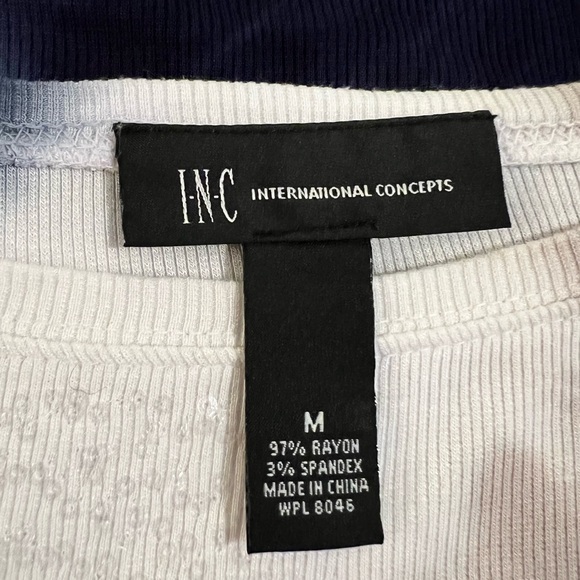 I·N·C INTERNATIONAL CONCEPTS
M
97% RAYON
3% SPANDEX
MADE IN CHINA
WPL 8046